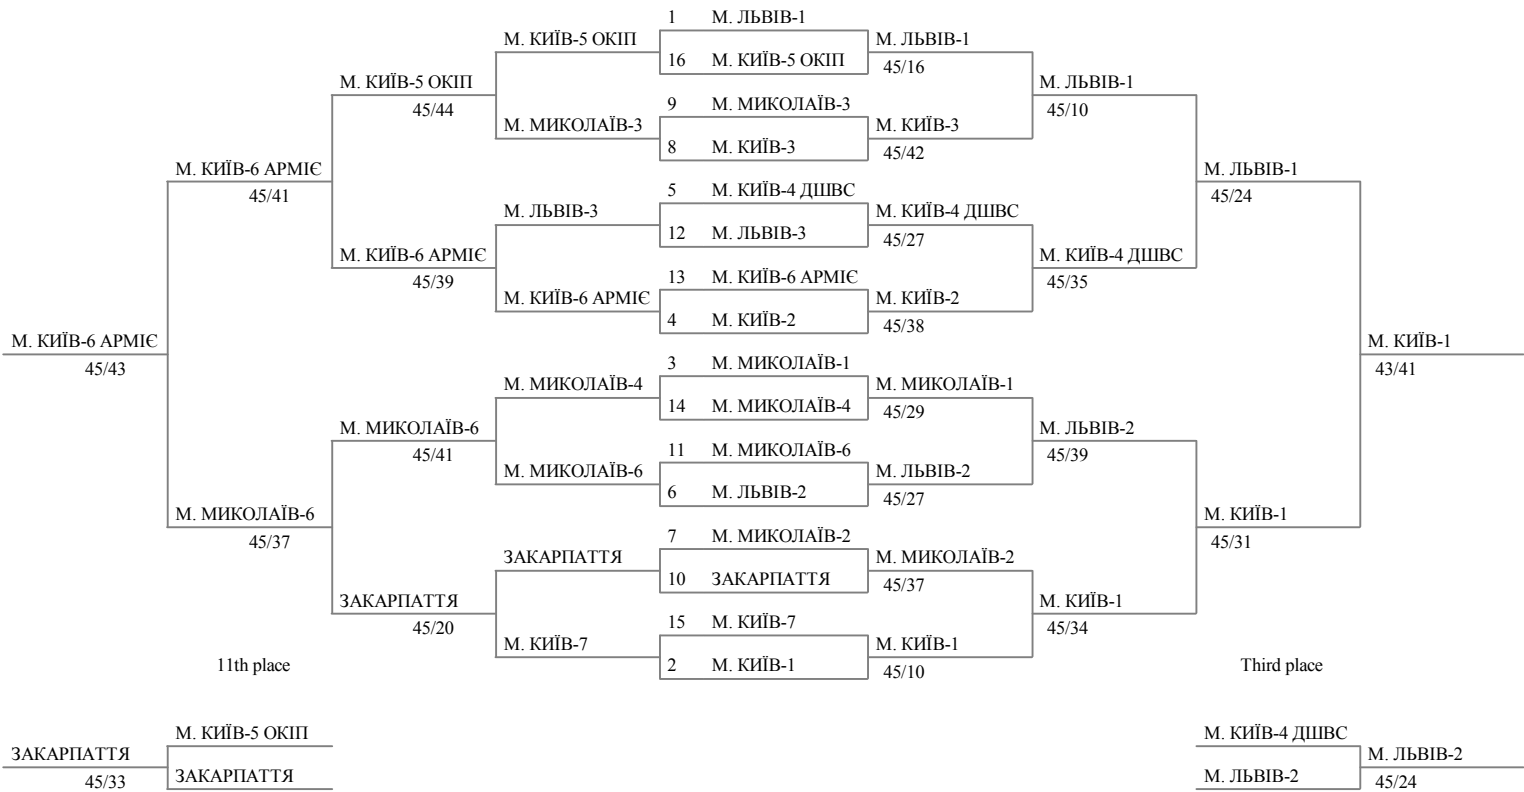 1 М. ЛЬВІВ-1
М. КИЇВ-5 ОКІП М. ЛЬВІВ-1
16 М. КИЇВ-5 ОКІП 45/16
М. КИЇВ-5 ОКІП М. ЛЬВІВ-1
45/44 9 М. МИКОЛАЇВ-3 45/10
М. МИКОЛАЇВ-3 М. КИЇВ-3
8 М. КИЇВ-3 45/42
М. КИЇВ-6 АРМІЄ М. ЛЬВІВ-1
45/41 5 М. КИЇВ-4 ДШВС 45/24
М. ЛЬВІВ-3 М. КИЇВ-4 ДШВС
12 М. ЛЬВІВ-3 45/27
М. КИЇВ-6 АРМІЄ М. КИЇВ-4 ДШВС
45/39 13 М. КИЇВ-6 АРМІЄ 45/35
М. КИЇВ-6 АРМІЄ М. КИЇВ-2
4 М. КИЇВ-2 45/38
М. КИЇВ-6 АРМІЄ М. КИЇВ-1
45/43 3 М. МИКОЛАЇВ-1 43/41
М. МИКОЛАЇВ-4 М. МИКОЛАЇВ-1
14 М. МИКОЛАЇВ-4 45/29
М. МИКОЛАЇВ-6 М. ЛЬВІВ-2
45/41 11 М. МИКОЛАЇВ-6 45/39
М. МИКОЛАЇВ-6 М. ЛЬВІВ-2
6 М. ЛЬВІВ-2 45/27
М. МИКОЛАЇВ-6 М. КИЇВ-1
45/37 7 М. МИКОЛАЇВ-2 45/31
ЗАКАРПАТТЯ М. МИКОЛАЇВ-2
10 ЗАКАРПАТТЯ 45/37
ЗАКАРПАТТЯ М. КИЇВ-1
45/20 15 М. КИЇВ-7 45/34
М. КИЇВ-7 М. КИЇВ-1
11th place 2 М. КИЇВ-1 45/10 Third place
М. КИЇВ-5 ОКІП М. КИЇВ-4 ДШВС
ЗАКАРПАТТЯ М. ЛЬВІВ-2
45/33 ЗАКАРПАТТЯ М. ЛЬВІВ-2 45/24